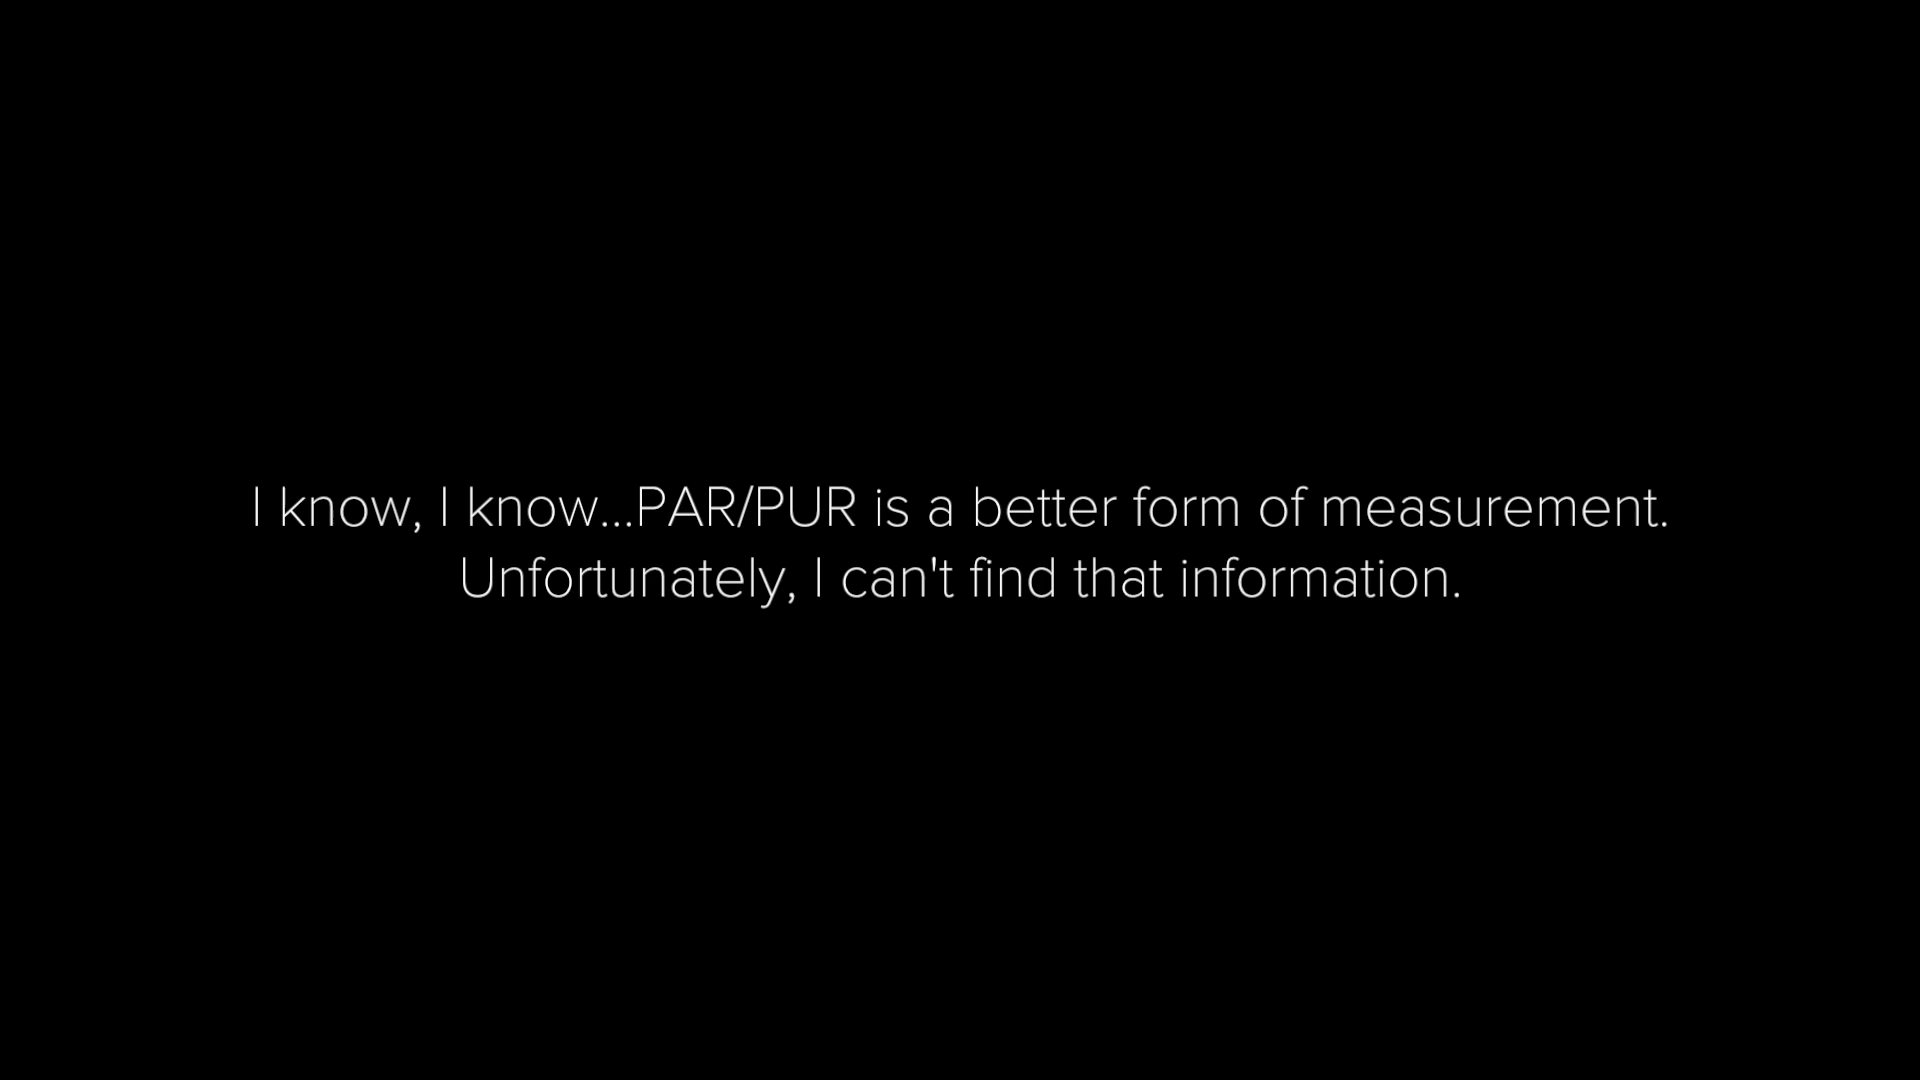 I know, I know...PAR/PUR is a better form of measurement.
Unfortunately, I can't find that information.